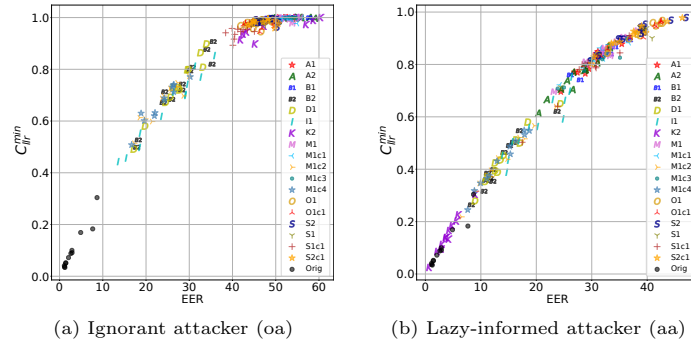 1.0
0.8
0.6
0.4
0.2
0.0
C_llr^min
0 10 20 30 40 50 60
EER
A1
A2
B1
B2
D1
I1
K2
M1
M1c1
M1c2
M1c3
M1c4
O1
O1c1
S2
S1
S1c1
S2c1
Orig
(a) Ignorant attacker (oa)
1.0
0.8
0.6
0.4
0.2
0.0
C_llr^min
0 10 20 30 40
EER
A1
A2
B1
B2
D1
I1
K2
M1
M1c1
M1c2
M1c3
M1c4
O1
O1c1
S2
S1
S1c1
S2c1
Orig
(b) Lazy-informed attacker (aa)